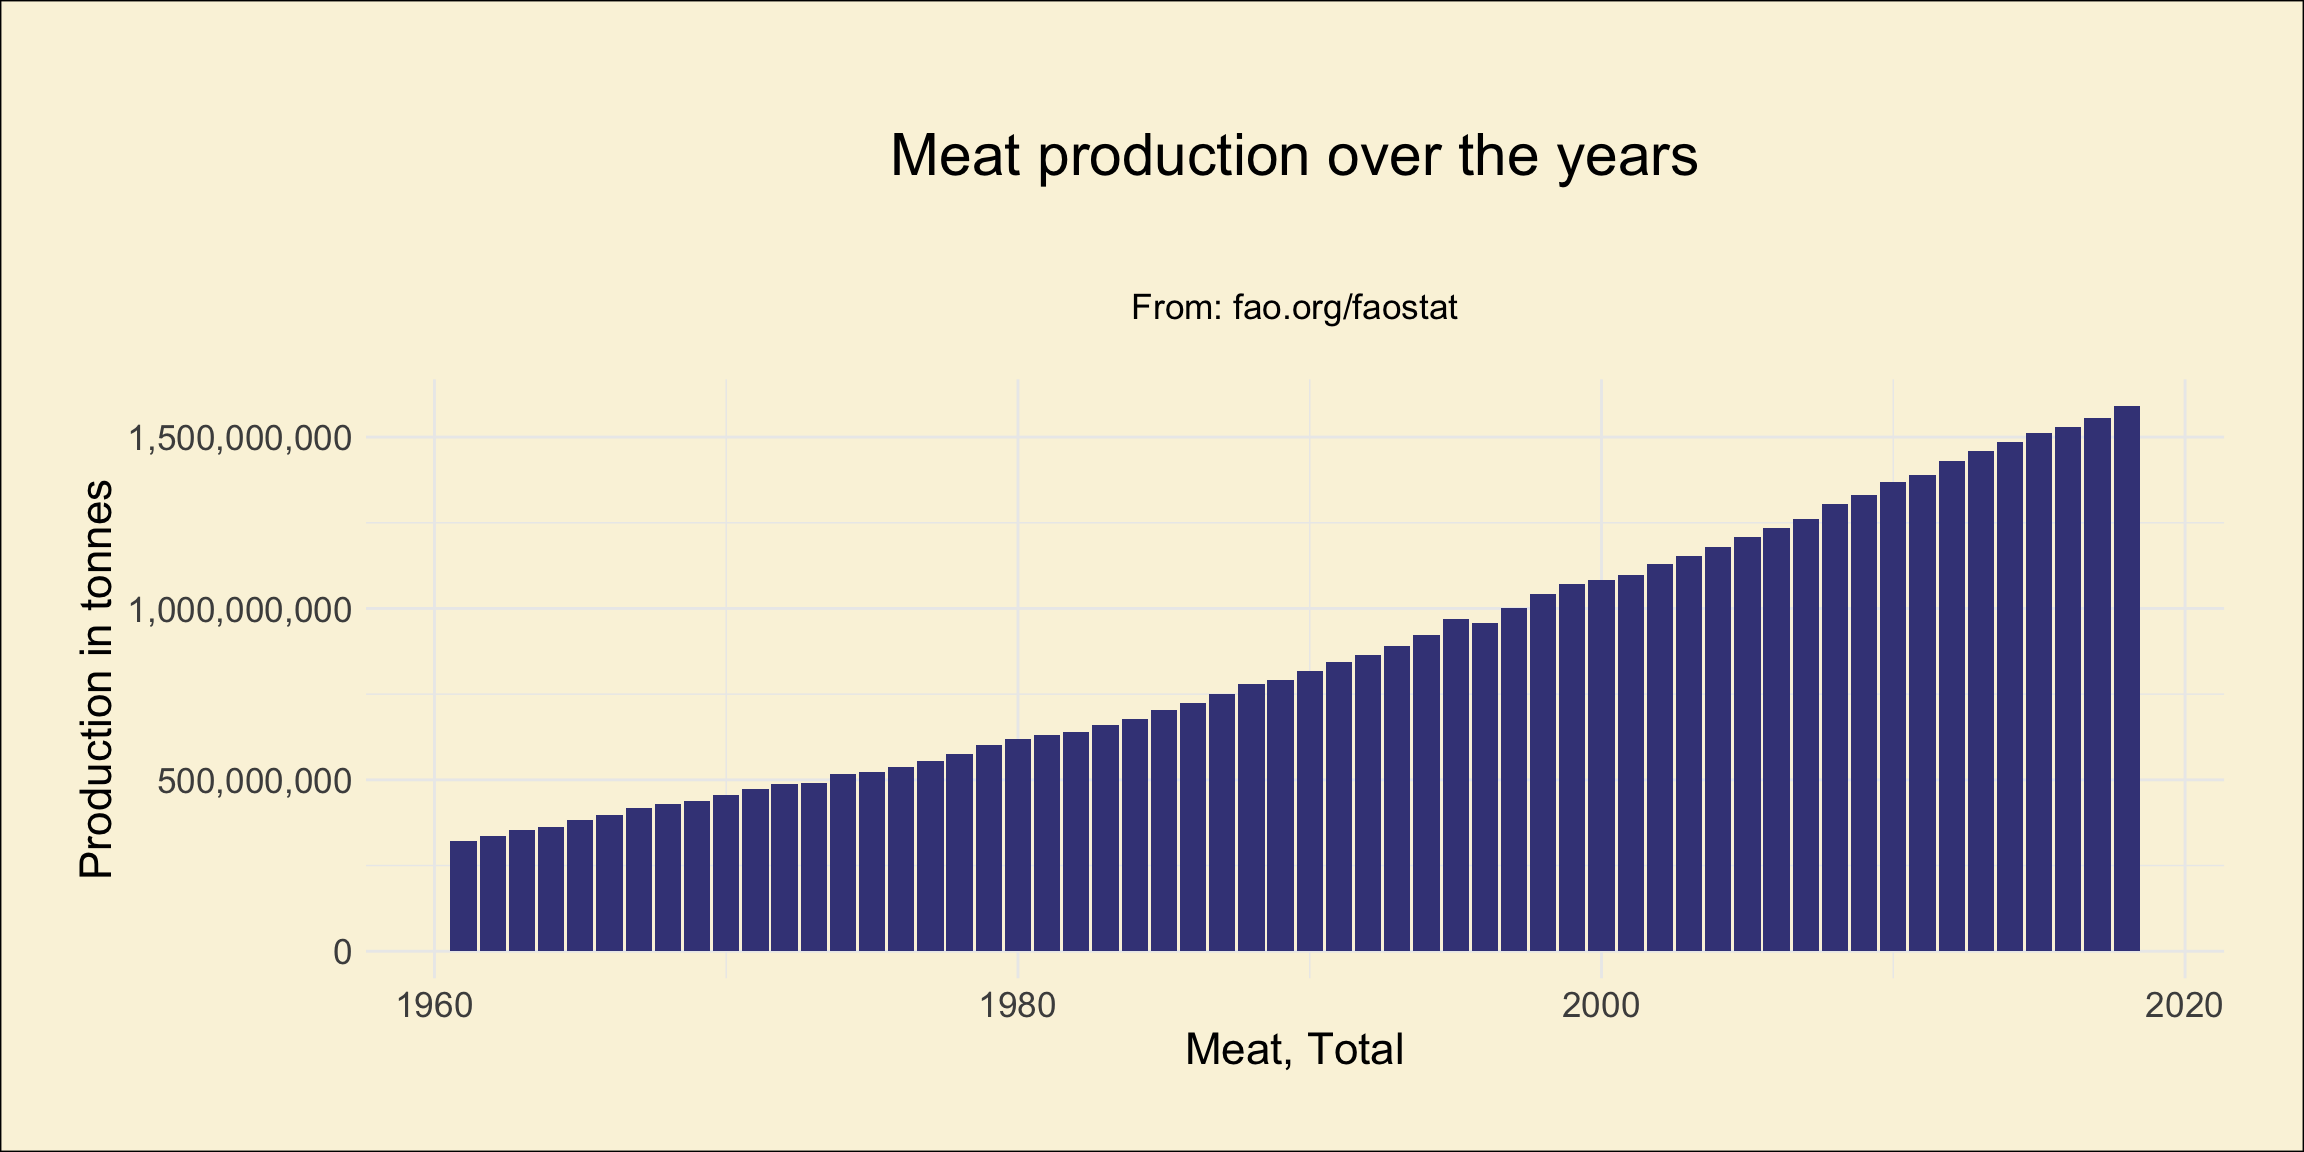 Meat production over the years
From: fao.org/faostat
Production in tonnes
1,500,000,000
1,000,000,000
500,000,000
0
1960
1980
2000
2020
Meat, Total